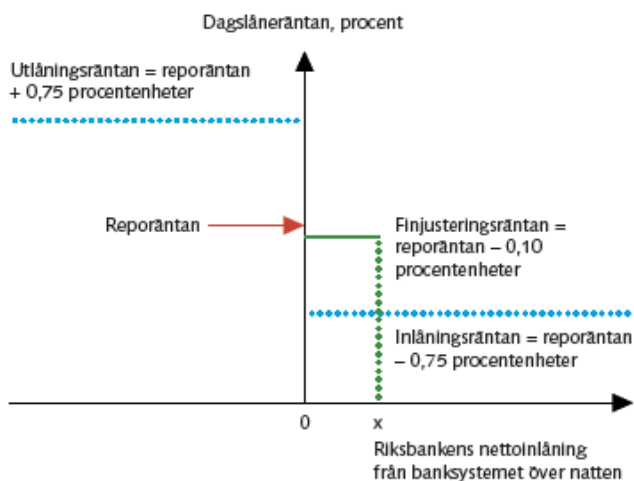 Dagslåneräntan, procent
Utlåningsräntan = reporäntan
+ 0,75 procentenheter
Reporäntan
Finjusteringsräntan =
reporäntan – 0,10
procentenheter
Inlåningsräntan = reporäntan
– 0,75 procentenheter
0
x
Riksbankens nettoinlåning
från banksystemet över natten